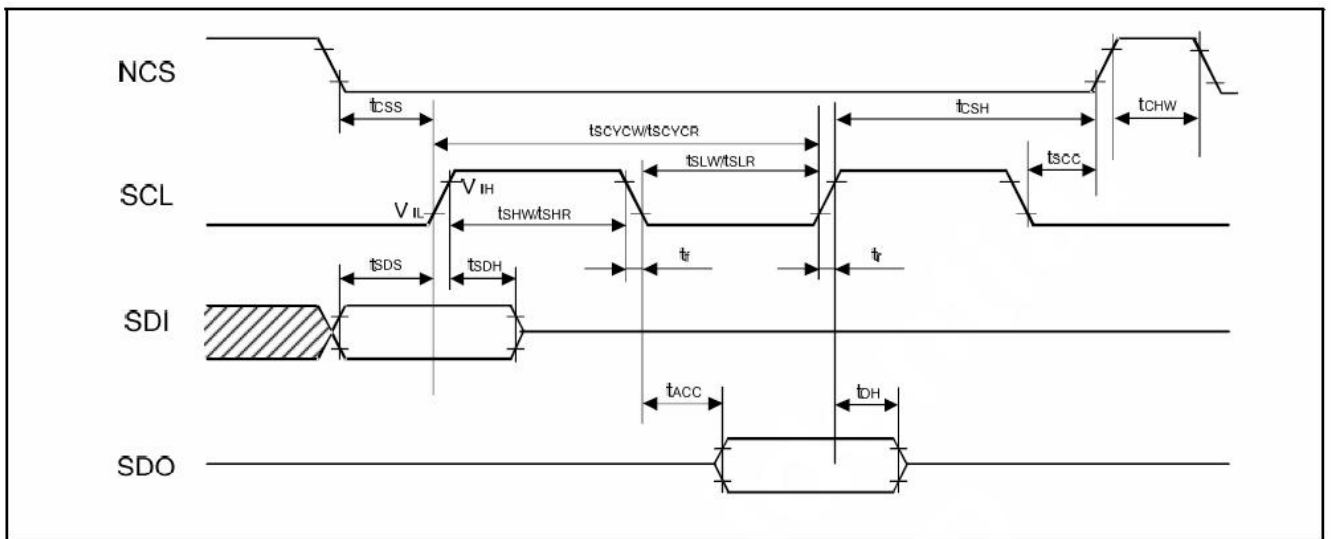 NCS
tCSS
tCSH
tCHW
tSCYCW/tSCYCR
tSLW/tSLR
tSCC
SCL
VIL
VIH
tSHW/tSHR
tSDS
tSDH
tf
tr
SDI
tACC
tOH
SDO